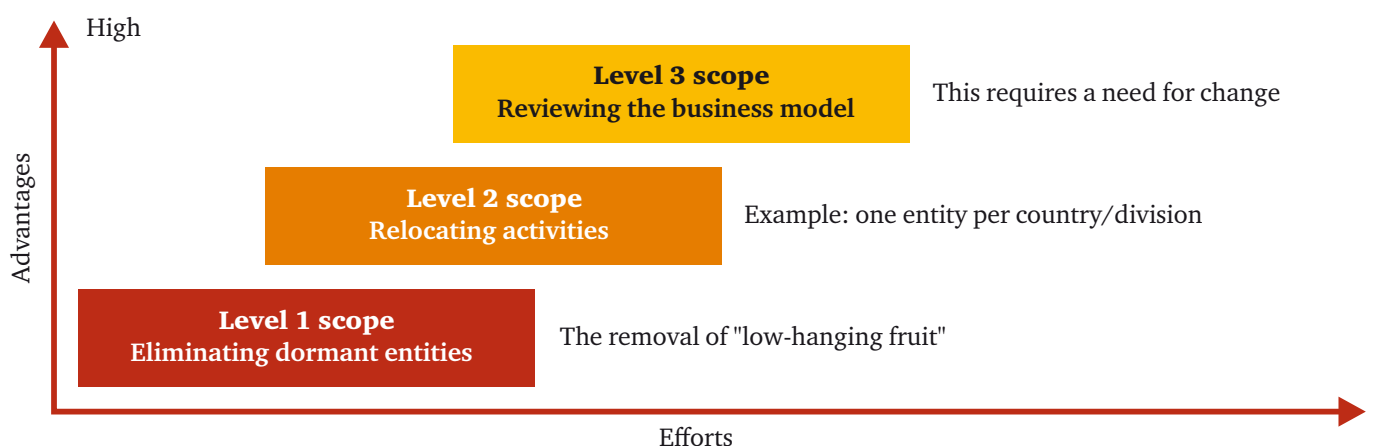 High
Level 3 scope
Reviewing the business model
This requires a need for change
Level 2 scope
Relocating activities
Example: one entity per country/division
Advantages
Level 1 scope
Eliminating dormant entities
The removal of "low-hanging fruit"
Efforts